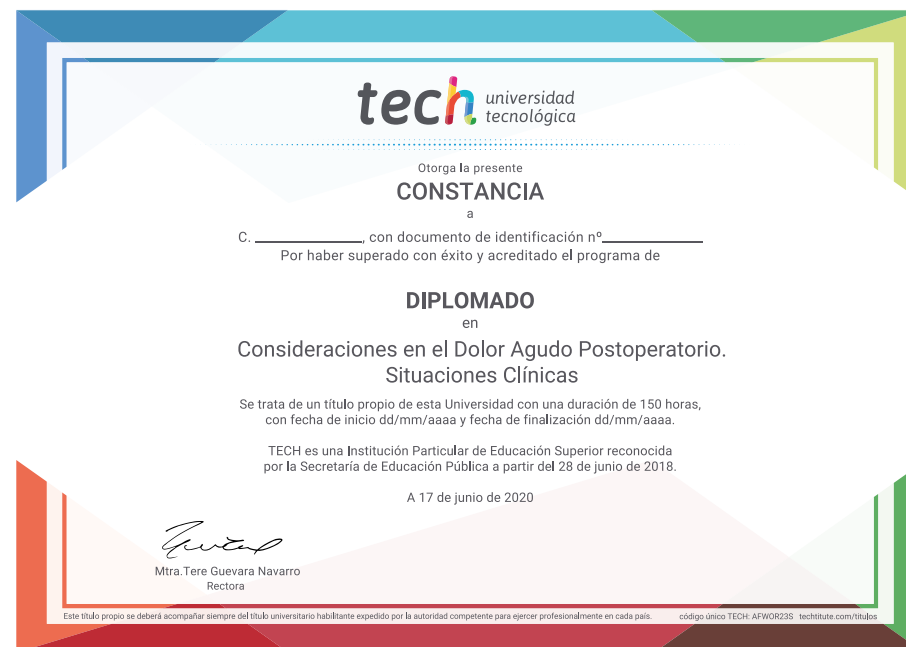 tech universidad
tecnológica
Otorga la presente
CONSTANCIA
a
C. ______________, con documento de identificación nº_____________
Por haber superado con éxito y acreditado el programa de
DIPLOMADO
en
Consideraciones en el Dolor Agudo Postoperatorio.
Situaciones Clínicas
Se trata de un título propio de esta Universidad con una duración de 150 horas,
con fecha de inicio dd/mm/aaaa y fecha de finalización dd/mm/aaaa.
TECH es una Institución Particular de Educación Superior reconocida
por la Secretaría de Educación Pública a partir del 28 de junio de 2018.
A 17 de junio de 2020
Mtra.Tere Guevara Navarro
Rectora
Este título propio se deberá acompañar siempre del título universitario habilitante expedido por la autoridad competente para ejercer profesionalmente en cada país. código único TECH: AFWOR23S techtitute.com/titulos